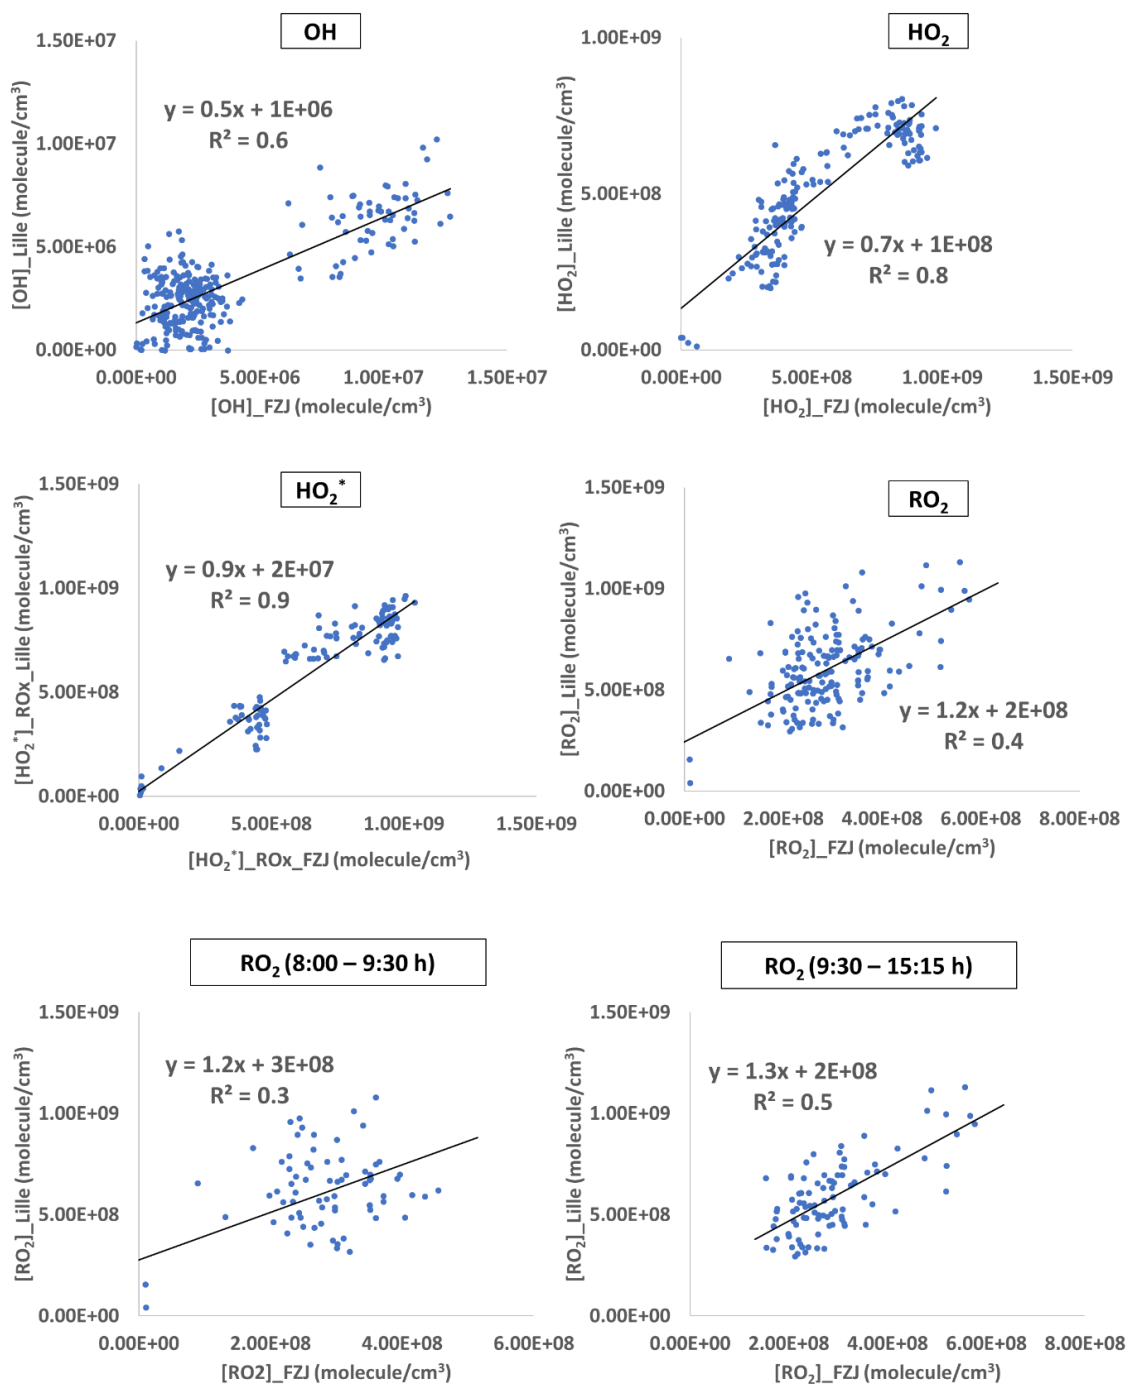 OH
1.50E+07
1.00E+07
5.00E+06
0.00E+00
[OH]_Lille (molecule/cm³)
y = 0.5x + 1E+06
R² = 0.6
0.00E+00 5.00E+06 1.00E+07 1.50E+07
[OH]_FZJ (molecule/cm³)
HO₂
1.00E+09
5.00E+08
0.00E+00
[HO₂]_Lille (molecule/cm³)
y = 0.7x + 1E+08
R² = 0.8
0.00E+00 5.00E+08 1.00E+09 1.50E+09
[HO₂]_FZJ (molecule/cm³)
HO₂*
1.50E+09
1.00E+09
5.00E+08
0.00E+00
[HO₂*]_ROx_Lille (molecule/cm³)
y = 0.9x + 2E+07
R² = 0.9
0.00E+00 5.00E+08 1.00E+09 1.50E+09
[HO₂*]_ROx_FZJ (molecule/cm³)
RO₂
1.50E+09
1.00E+09
5.00E+08
0.00E+00
[RO₂]_Lille (molecule/cm³)
y = 1.2x + 2E+08
R² = 0.4
0.00E+00 2.00E+08 4.00E+08 6.00E+08 8.00E+08
[RO₂]_FZJ (molecule/cm³)
RO₂ (8:00 – 9:30 h)
1.50E+09
1.00E+09
5.00E+08
0.00E+00
[RO₂]_Lille (molecule/cm³)
y = 1.2x + 3E+08
R² = 0.3
0.00E+00 2.00E+08 4.00E+08 6.00E+08
[RO2]_FZJ (molecule/cm³)
RO₂ (9:30 – 15:15 h)
1.50E+09
1.00E+09
5.00E+08
0.00E+00
[RO₂]_Lille (molecule/cm³)
y = 1.3x + 2E+08
R² = 0.5
0.00E+00 2.00E+08 4.00E+08 6.00E+08 8.00E+08
[RO₂]_FZJ (molecule/cm³)